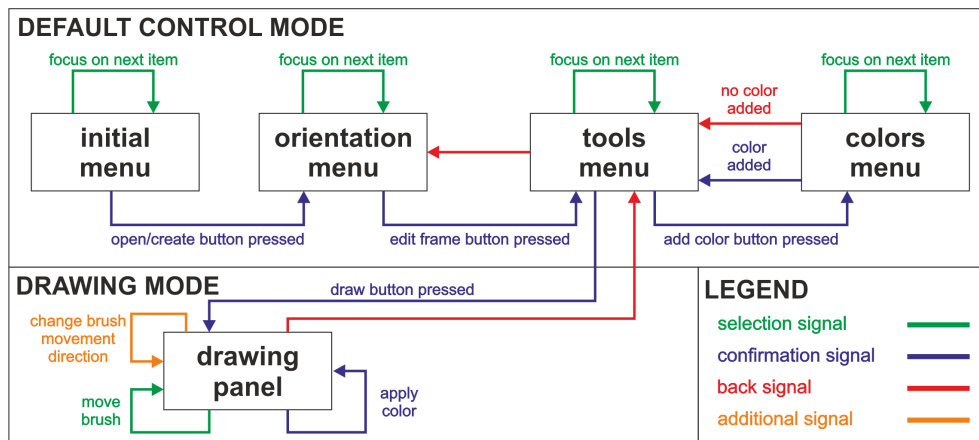 DEFAULT CONTROL MODE
focus on next item
focus on next item
focus on next item
focus on next item
initial
menu
orientation
menu
tools
menu
no color
added
color
added
colors
menu
open/create button pressed
edit frame button pressed
add color button pressed
DRAWING MODE
draw button pressed
change brush
movement
direction
drawing
panel
move
brush
apply
color
LEGEND
selection signal
confirmation signal
back signal
additional signal